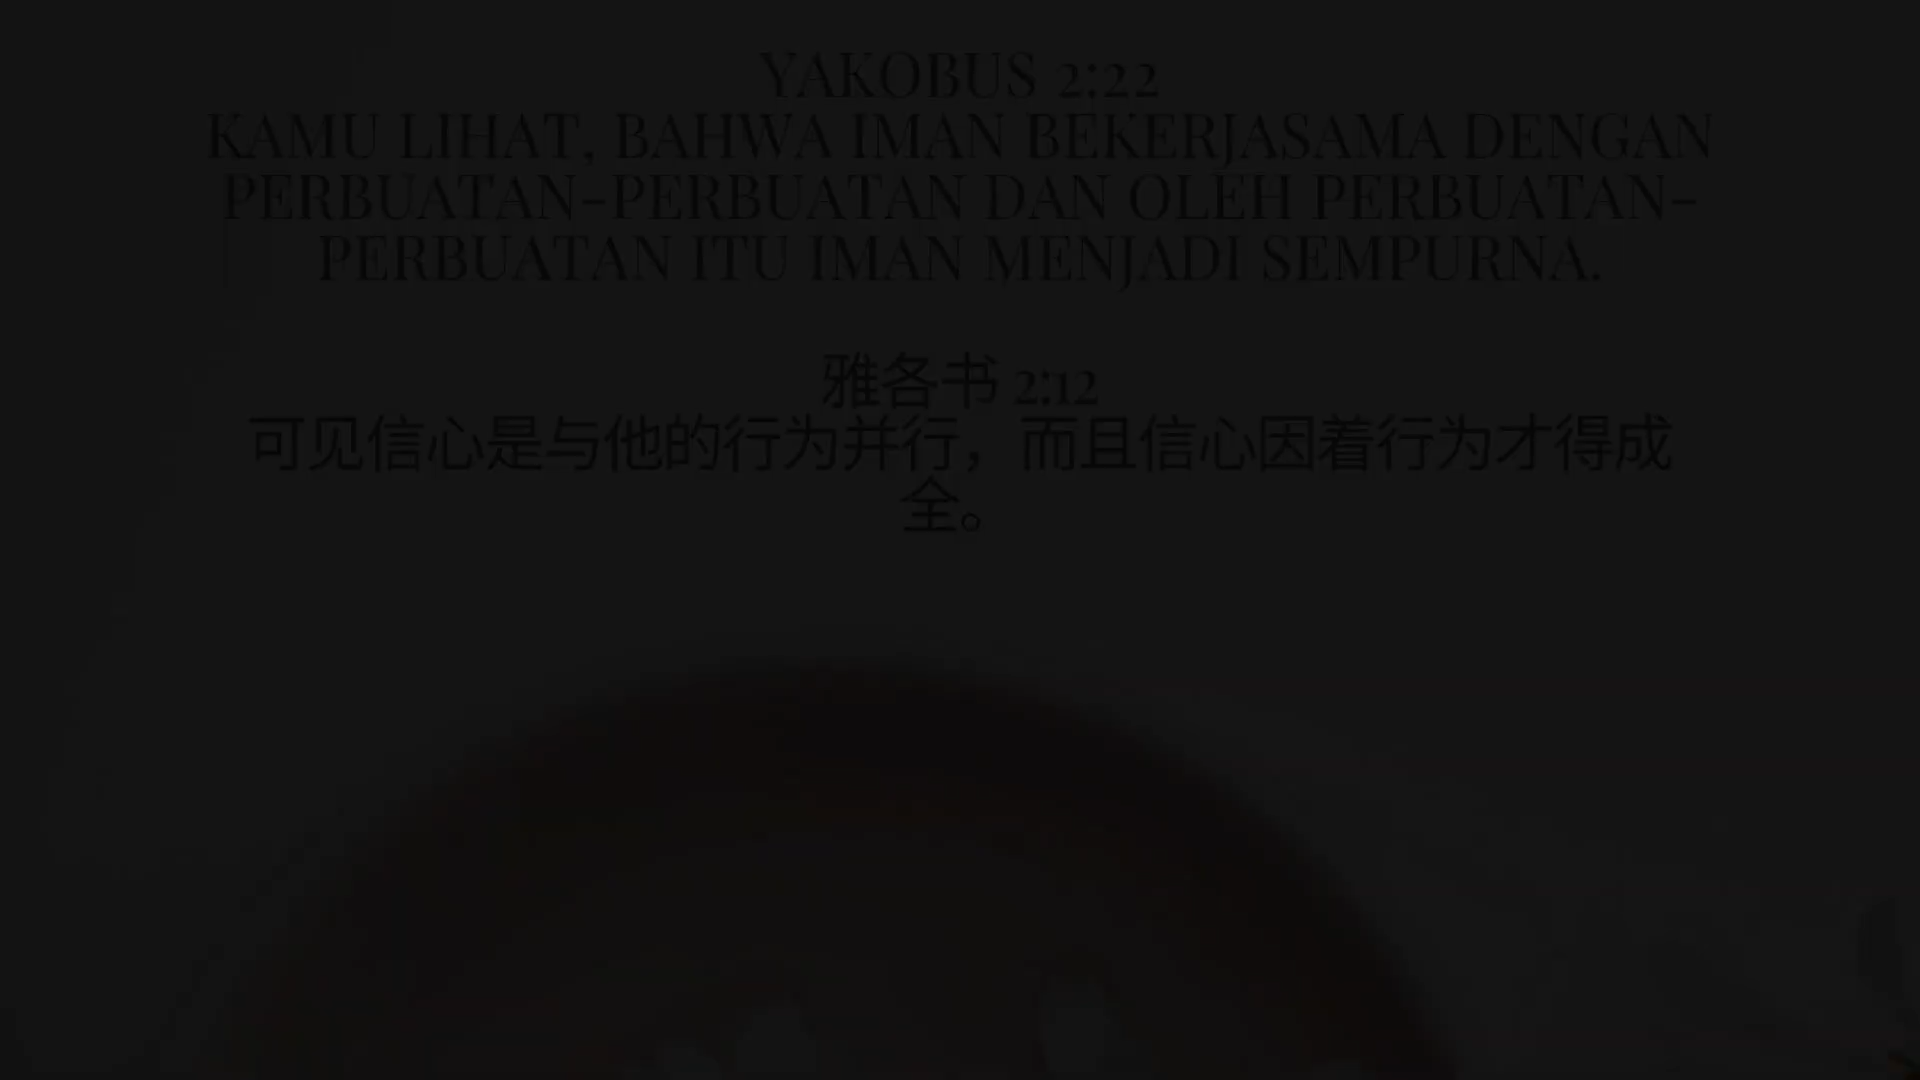 YAKOBUS 2:22
KAMU LIHAT, BAHWA IMAN BEKERJASAMA DENGAN
PERBUATAN-PERBUATAN DAN OLEH PERBUATAN-
PERBUATAN ITU IMAN MENJADI SEMPURNA.
雅各书 2:12
可见信心是与他的行为并行，而且信心因着行为才得成
全。